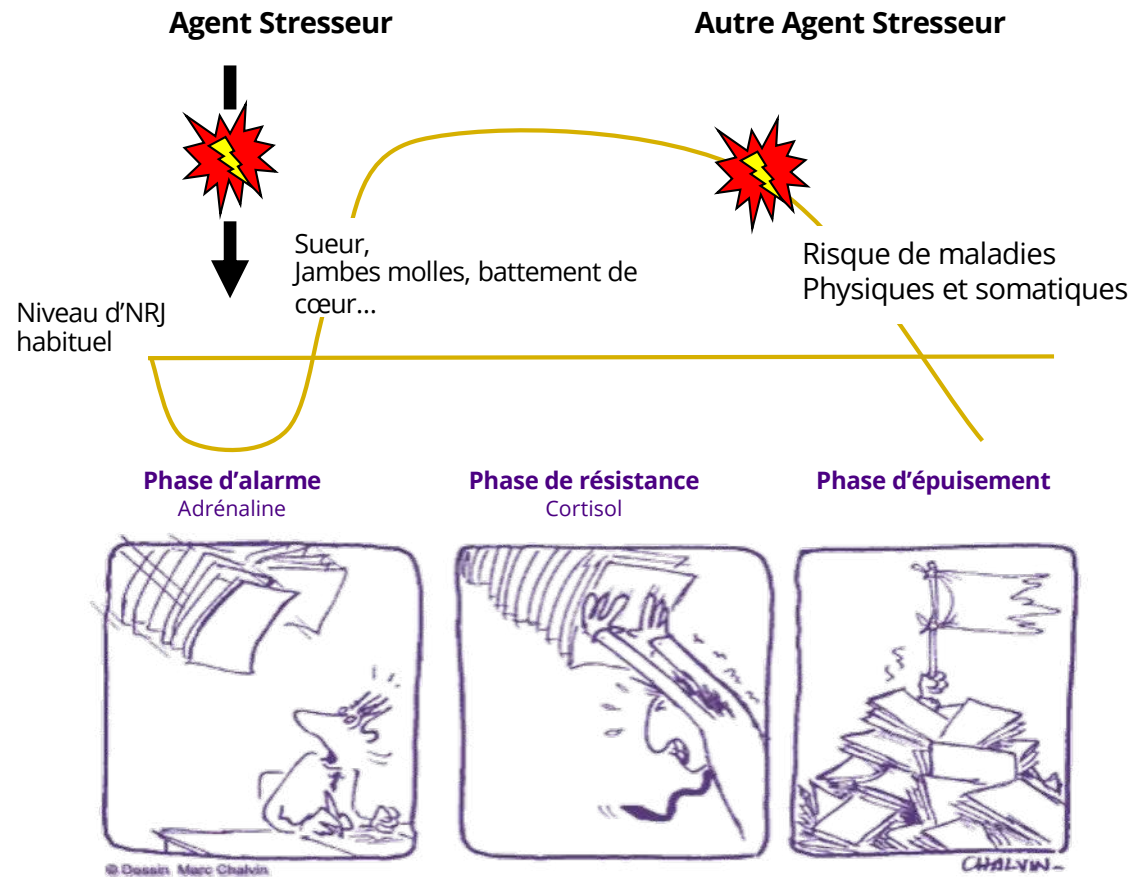 Agent Stresseur
Autre Agent Stresseur
Sueur,
Jambes molles, battement de
cœur...
Risque de maladies
Physiques et somatiques
Niveau d’NRJ
habituel
Phase d’alarme
Adrénaline
Phase de résistance
Cortisol
Phase d’épuisement
© Dessin Marc Chalvin
CHALVIN-